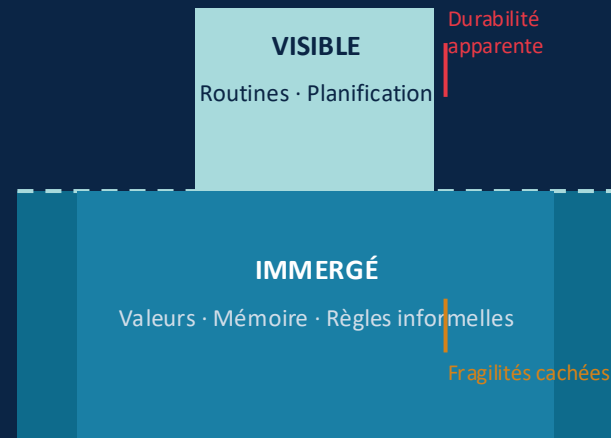 Durabilité
apparente
VISIBLE
Routines · Planification
IMMERGÉ
Valeurs · Mémoire · Règles informelles
Fragilités cachées